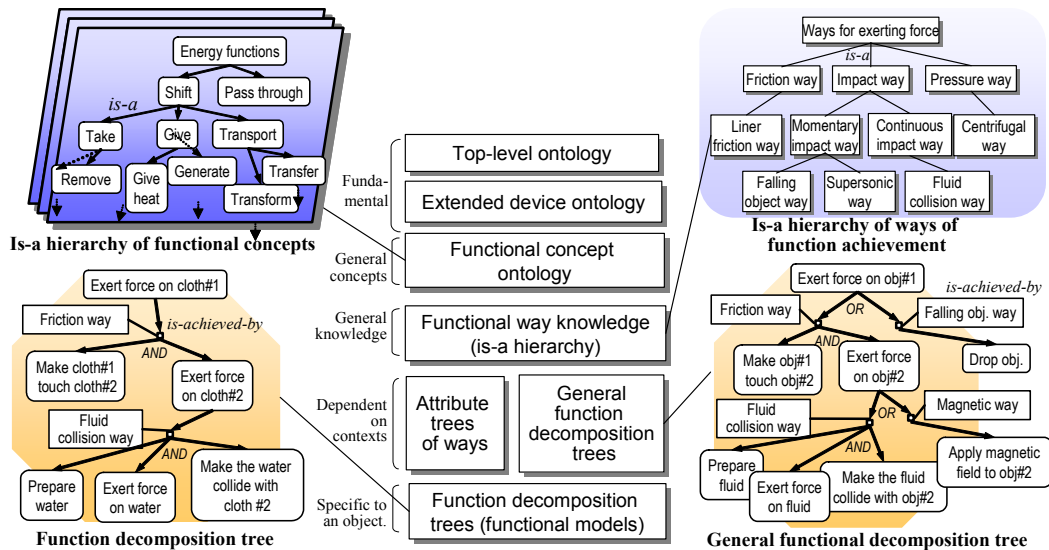 Energy functions
Shift
Pass through
is-a
Take
Give
Transport
Remove
Give
heat
Generate
Transfer
Transform
Is-a hierarchy of functional concepts
Ways for exerting force
is-a
Friction way
Impact way
Pressure way
Liner
friction way
Momentary
impact way
Continuous
impact way
Centrifugal
way
Falling
object way
Supersonic
way
Fluid
collision way
Is-a hierarchy of ways of
function achievement
Funda-
mental
Top-level ontology
Extended device ontology
General
concepts
Functional concept
ontology
General
knowledge
Functional way knowledge
(is-a hierarchy)
Dependent
on
contexts
Attribute
trees
of ways
General
function
decomposition
trees
Specific to
an object.
Function decomposition
trees (functional models)
Exert force on cloth#1
Friction way
is-achieved-by
AND
Make cloth#1
touch cloth#2
Exert force
on cloth#2
Fluid
collision way
AND
Prepare
water
Exert force
on water
Make the water
collide with
cloth #2
Function decomposition tree
Exert force on obj#1
is-achieved-by
Friction way
OR
Falling obj. way
AND
Make obj#1
touch obj#2
Exert force
on obj#2
Drop obj.
Fluid
collision way
OR
Magnetic way
AND
Prepare
fluid
Exert force
on fluid
Make the fluid
collide with obj#2
Apply magnetic
field to obj#2
General functional decomposition tree